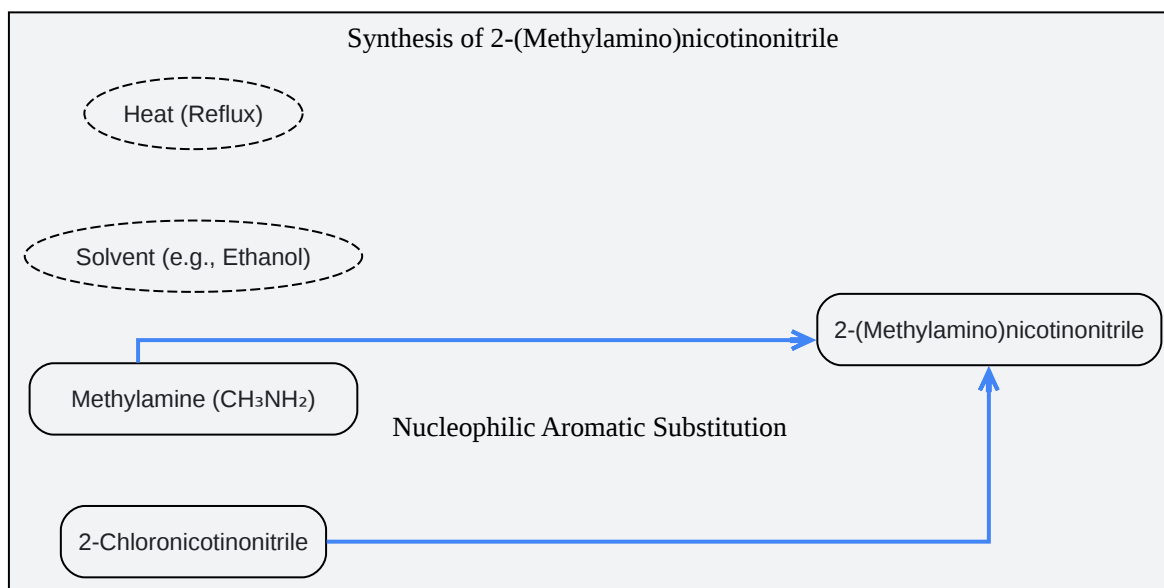 Synthesis of 2-(Methylamino)nicotinonitrile
Heat (Reflux)
Solvent (e.g., Ethanol)
2-(Methylamino)nicotinonitrile
Methylamine (CH₃NH₂)
Nucleophilic Aromatic Substitution
2-Chloronicotinonitrile